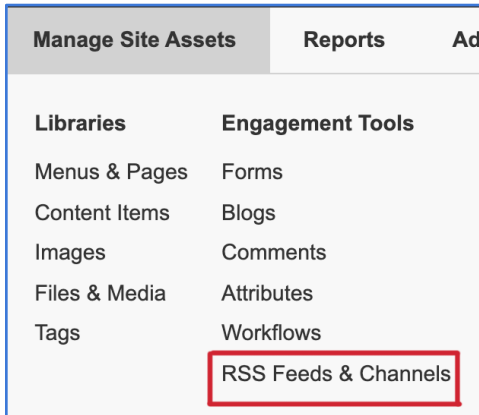 Manage Site Assets Reports Ad
Libraries
Menus & Pages
Content Items
Images
Files & Media
Tags
Engagement Tools
Forms
Blogs
Comments
Attributes
Workflows
RSS Feeds & Channels